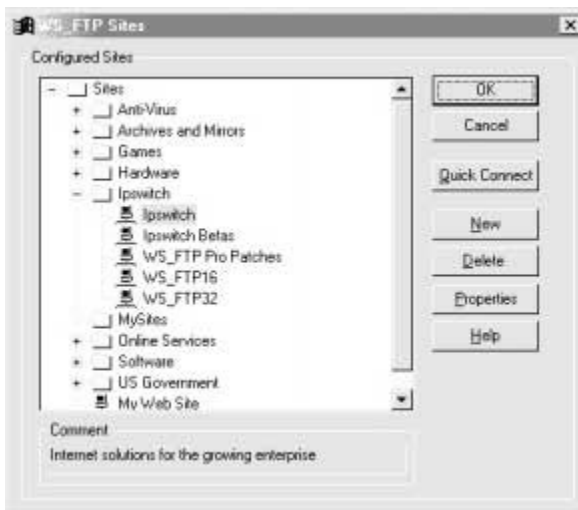 WS_FTP Sites
Configured Sites
Sites
Anti-Virus
Archives and Mirrors
Games
Hardware
Ipswitch
Ipswitch
Ipswitch Betas
WS_FTP Pro Patches
WS_FTP16
WS_FTP32
MySites
Online Services
Software
US Government
My Web Site
Comment
Internet solutions for the growing enterprise
OK
Cancel
Quick Connect
New
Delete
Properties
Help